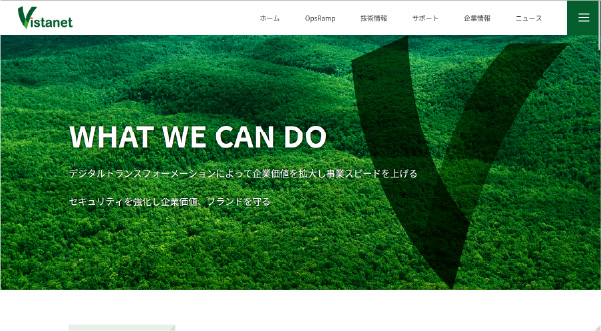 Vistanet
ホーム OpsRamp 技術情報 サポート 企業情報 ニュース
WHAT WE CAN DO
デジタルトランスフォーメーションによって企業価値を拡大し事業スピードを上げる
セキュリティを強化し企業価値、ブランドを守る